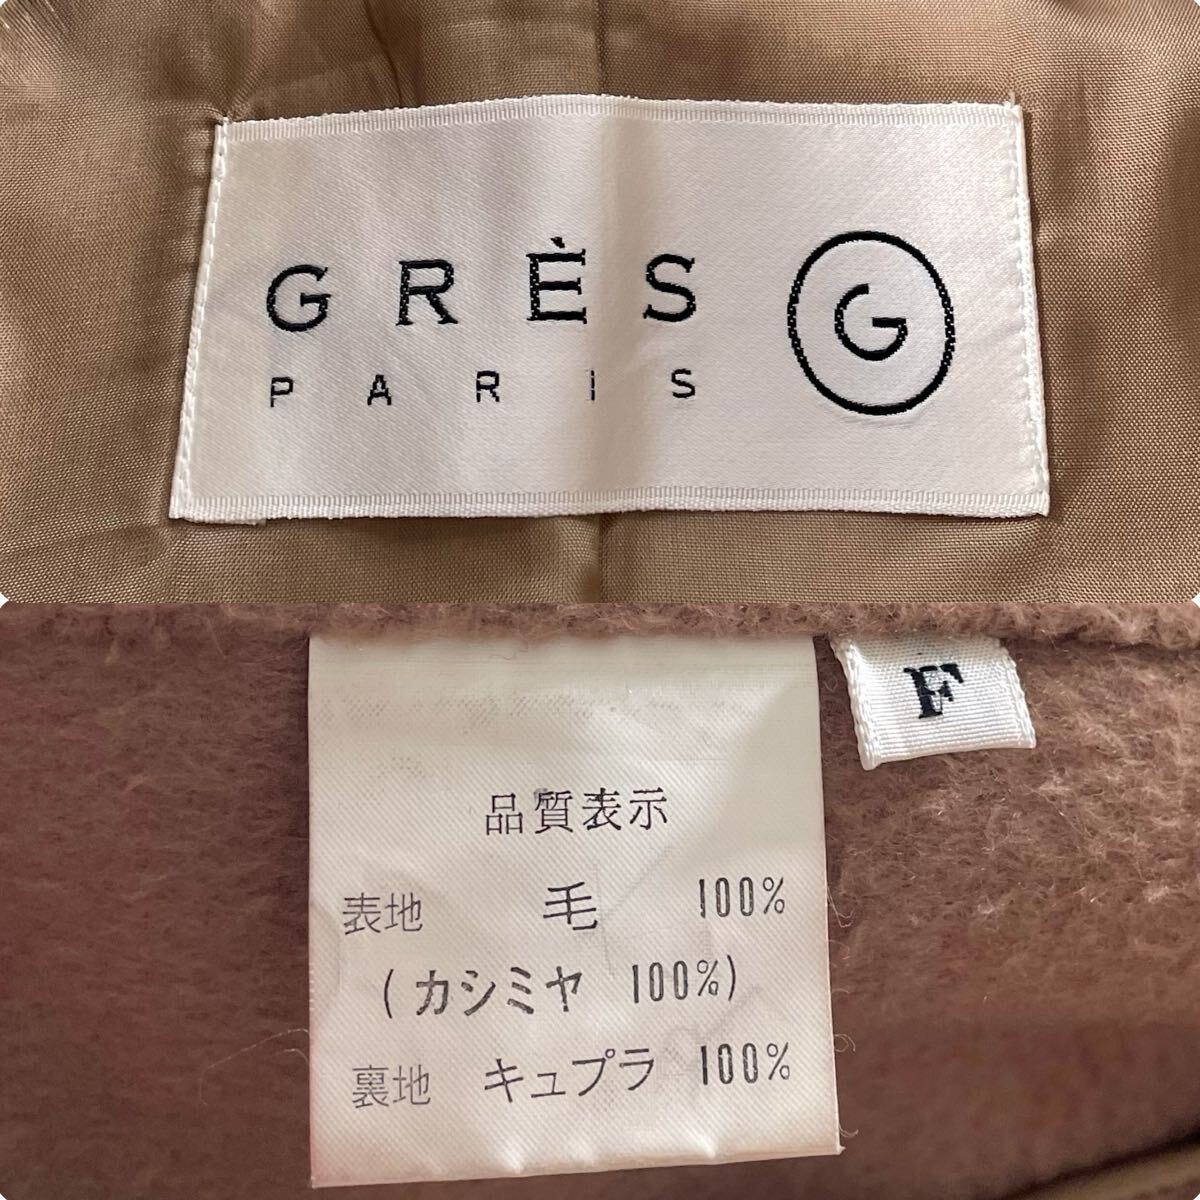 GRÈS
PARIS
G
F
品質表示
表地 毛 100%
(カシミヤ 100%)
裏地 キュプラ 100%